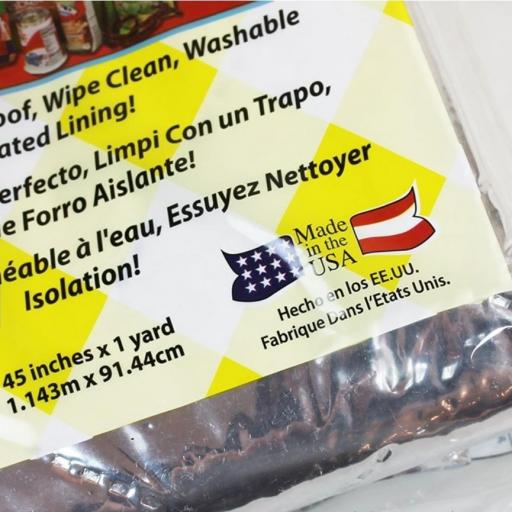 oof, Wipe Clean, Washable
ated Lining!
erfecto, Limpi Con un Trapo,
e Forro Aislante!
éable à l'eau, Essuyez Nettoyer
Isolation!
Made
in the
USA
Hecho en los EE.UU.
Fabrique Dans l'Etats Unis.
45 inches x 1 yard
1.143m x 91.44cm